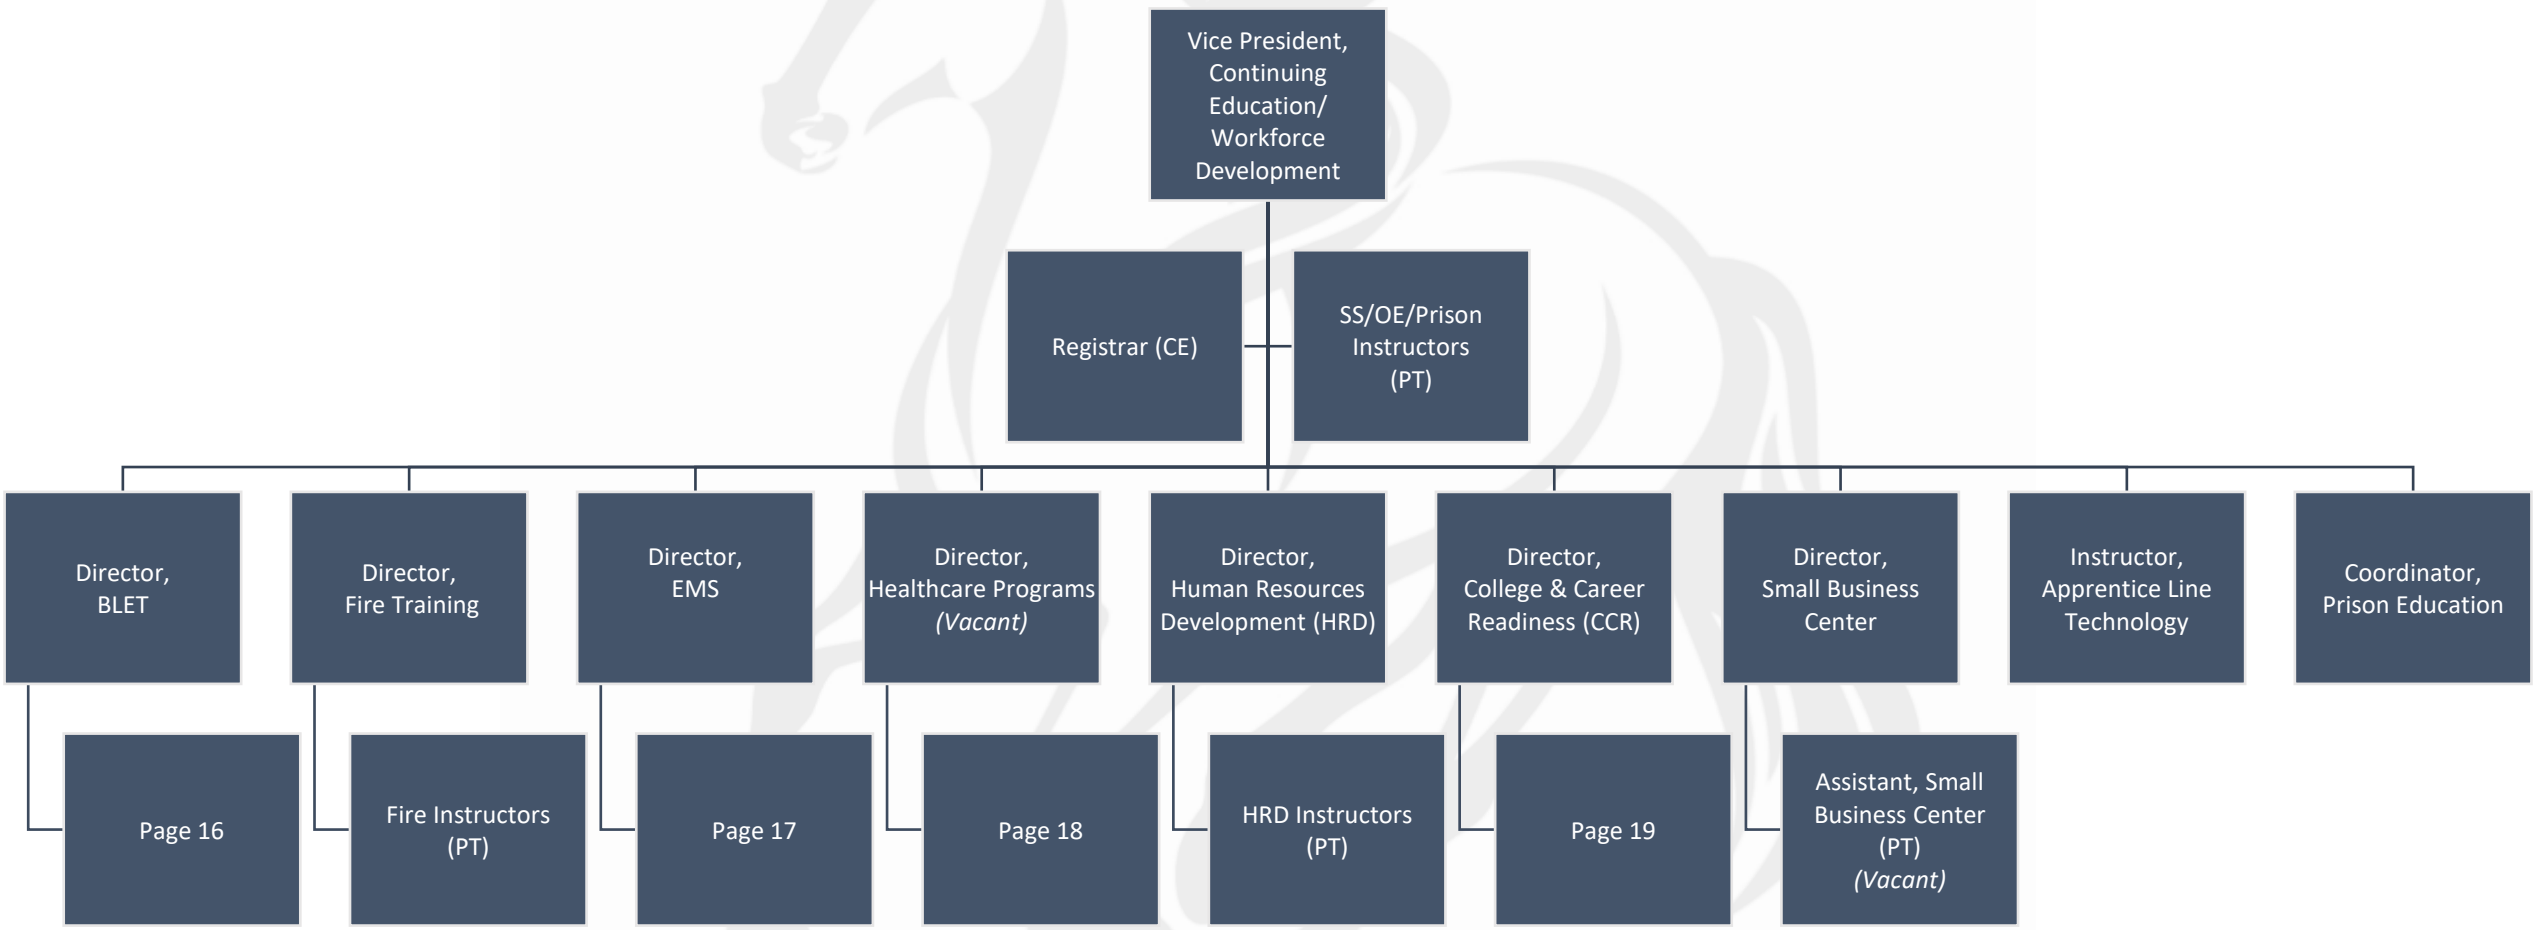 Vice President,
Continuing
Education/
Workforce
Development
Registrar (CE)
SS/OE/Prison
Instructors
(PT)
Director,
BLET
Director,
Fire Training
Director,
EMS
Director,
Healthcare Programs
(Vacant)
Director,
Human Resources
Development (HRD)
Director,
College & Career
Readiness (CCR)
Director,
Small Business
Center
Instructor,
Apprentice Line
Technology
Coordinator,
Prison Education
Page 16
Fire Instructors
(PT)
Page 17
Page 18
HRD Instructors
(PT)
Page 19
Assistant, Small
Business Center
(PT)
(Vacant)